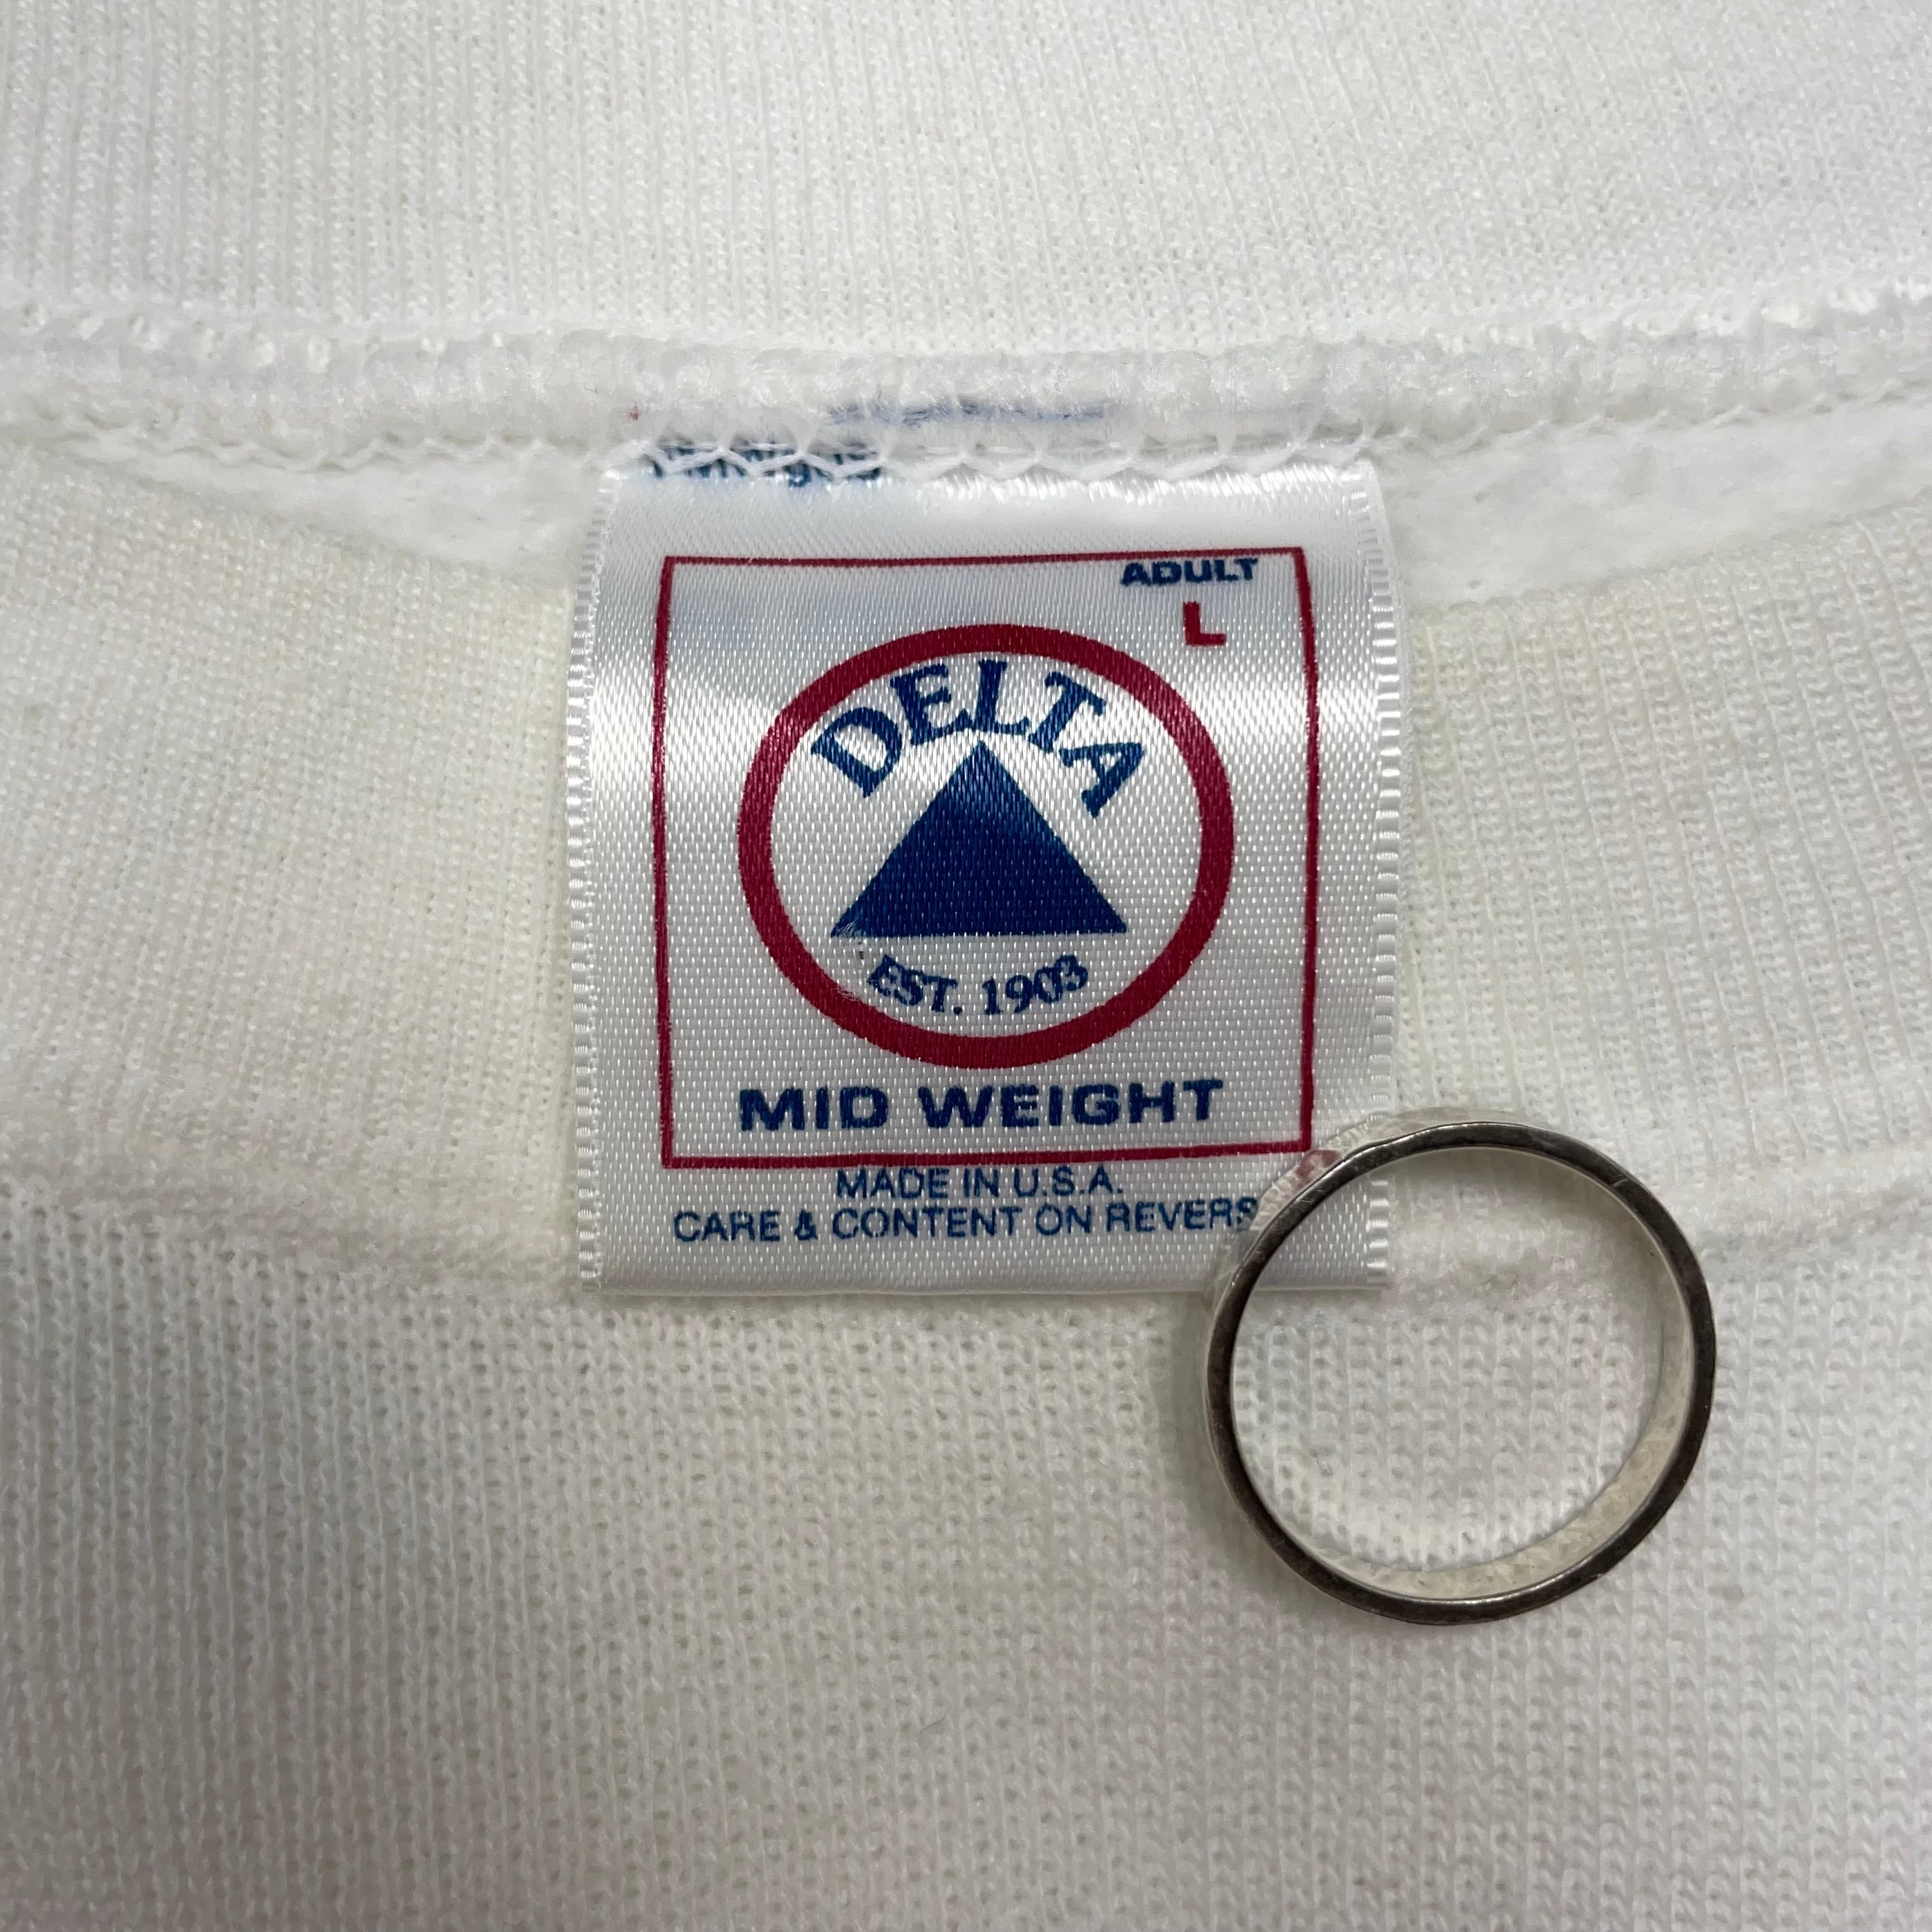 ADULT
L
DELTA
EST. 1903
MID WEIGHT
MADE IN U.S.A.
CARE & CONTENT ON REVERS